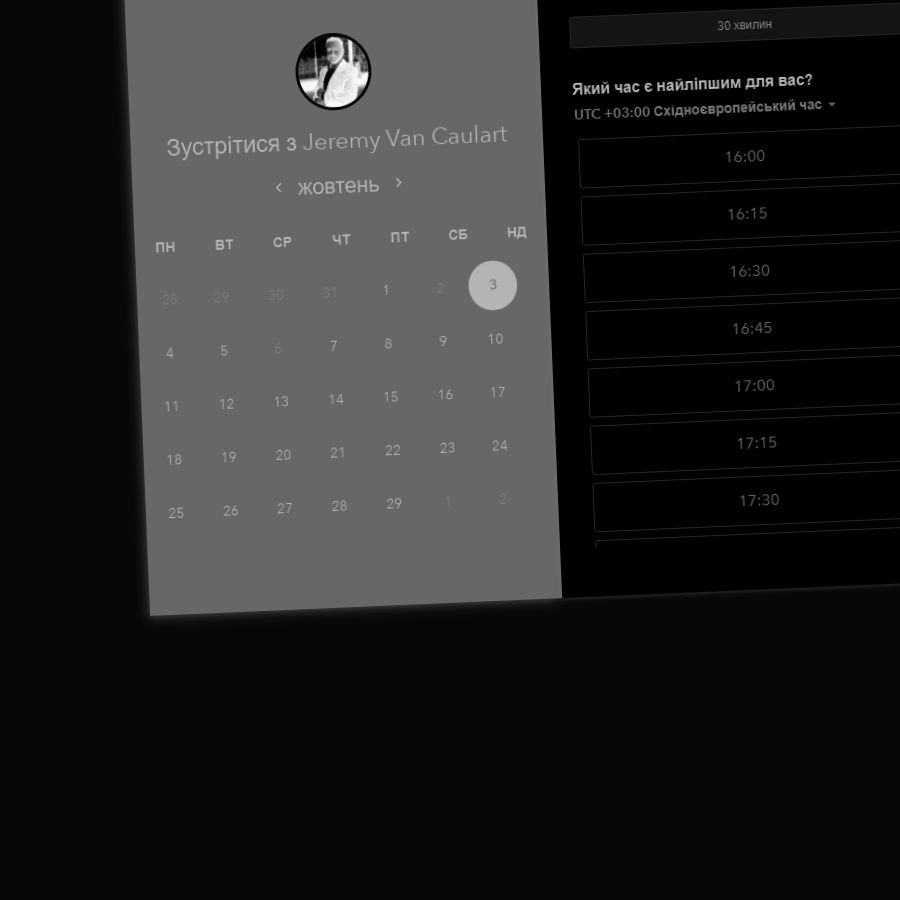 Зустрітися з Jeremy Van Caulart
жовтень
ПН ВТ СР ЧТ ПТ СБ НД
28 29 30 31 1 2 3
4 5 6 7 8 9 10
11 12 13 14 15 16 17
18 19 20 21 22 23 24
25 26 27 28 29 1 2
30 хвилин
Який час є найліпшим для вас?
UTC +03:00 Східноєвропейський час
16:00
16:15
16:30
16:45
17:00
17:15
17:30